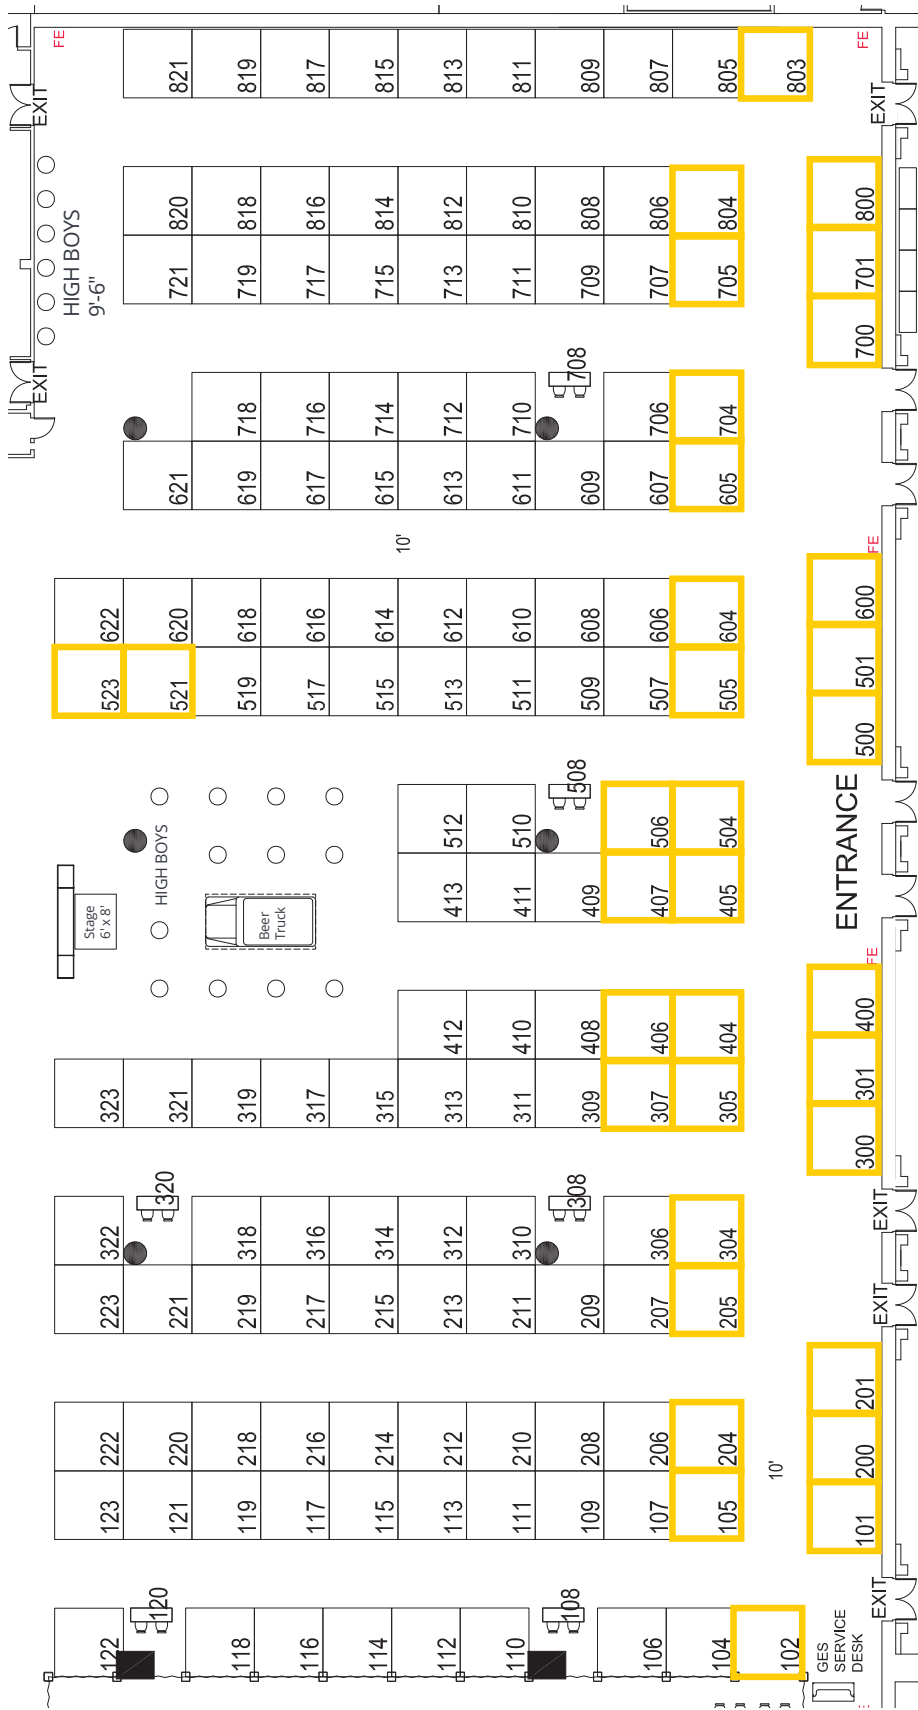 FE
821 819 817 815 813 811 809 807 805 803
FE
EXIT
EXIT
820 818 816 814 812 810 808 806 804 800
HIGH BOYS
9'-6"
721 719 717 715 713 711 709 707 705 701
700
EXIT
708
718 716 714 712 710 706 704
621 619 617 615 613 611 609 607 605
10'
FE
622 620 618 616 614 612 610 608 606 604 600
523 521 519 517 515 513 511 509 507 505 501
500
508
512 510 506 504
ENTRANCE
HIGH BOYS
413 411 409 407 405
Stage
6' x 8'
Beer
Truck
FE
412 410 408 406 404 400
323 321 319 317 315 313 311 309 307 305 301
300
320 308
EXIT
322 318 316 314 312 310 306 304
EXIT
223 221 219 217 215 213 211 209 207 205
201
222 220 218 216 214 212 210 208 206 204 200
10'
123 121 119 117 115 113 111 109 107 105 101
120 108
EXIT
122 118 116 114 112 110 106 104 102
GES
SERVICE
DESK